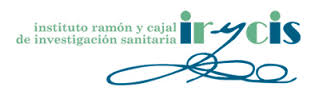 instituto ramón y cajal
de investigación sanitaria
irycis